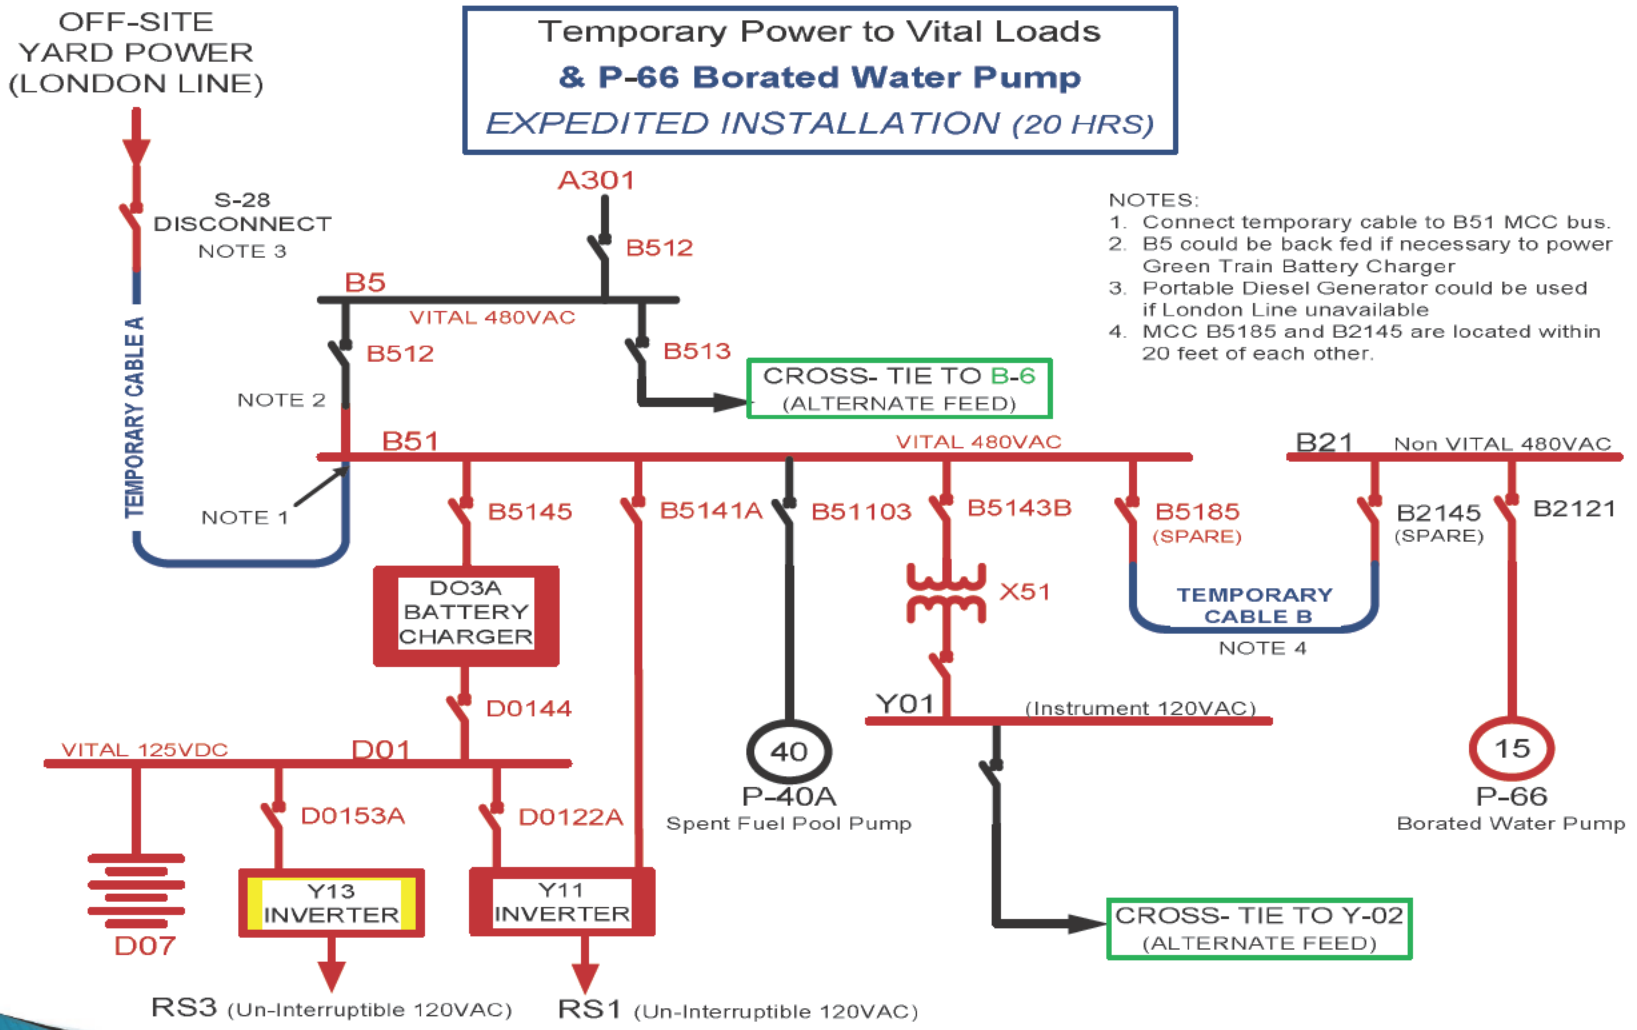 OFF-SITE
YARD POWER
(LONDON LINE)
Temporary Power to Vital Loads
& P-66 Borated Water Pump
EXPEDITED INSTALLATION (20 HRS)
S-28
DISCONNECT
NOTE 3
A301
B512
NOTES:
1. Connect temporary cable to B51 MCC bus.
2. B5 could be back fed if necessary to power
Green Train Battery Charger
3. Portable Diesel Generator could be used
if London Line unavailable
4. MCC B5185 and B2145 are located within
20 feet of each other.
B5
VITAL 480VAC
B512
B513
CROSS- TIE TO B-6
(ALTERNATE FEED)
NOTE 2
TEMPORARY CABLE A
B51
VITAL 480VAC
B21
Non VITAL 480VAC
NOTE 1
B5145
B5141A
B51103
B5143B
B5185
(SPARE)
B2145
(SPARE)
B2121
DO3A
BATTERY
CHARGER
X51
TEMPORARY
CABLE B
NOTE 4
D0144
Y01
(Instrument 120VAC)
VITAL 125VDC
D01
40
P-40A
Spent Fuel Pool Pump
15
P-66
Borated Water Pump
D0153A
D0122A
Y13
INVERTER
Y11
INVERTER
D07
CROSS- TIE TO Y-02
(ALTERNATE FEED)
RS3 (Un-Interruptible 120VAC)
RS1 (Un-Interruptible 120VAC)